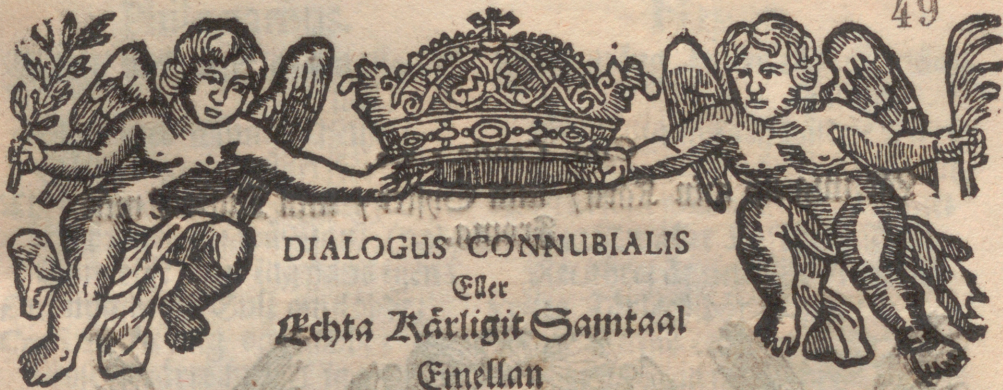 49
DIALOGUS CONNUBIALIS
Eller
Echta Kärligit Samtaal
Emellan